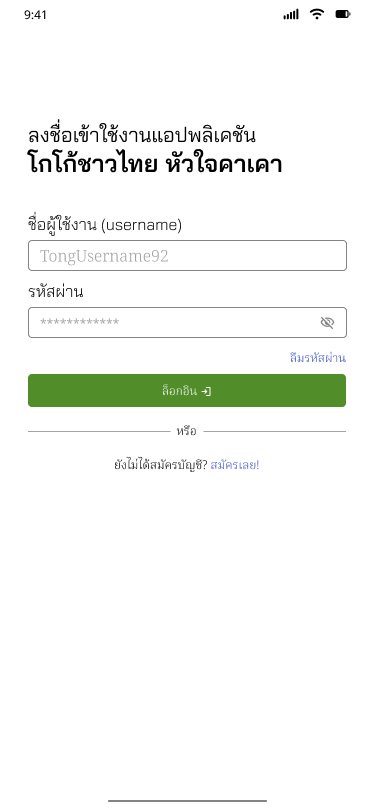 9:41
ลงชื่อเข้าใช้งานแอปพลิเคชัน
โกโก้ชาวไทย หัวใจคาเคา
ชื่อผู้ใช้งาน (username)
TongUsername92
รหัสผ่าน
************
ลืมรหัสผ่าน
ล็อกอิน
หรือ
ยังไม่ได้สมัครบัญชี? สมัครเลย!